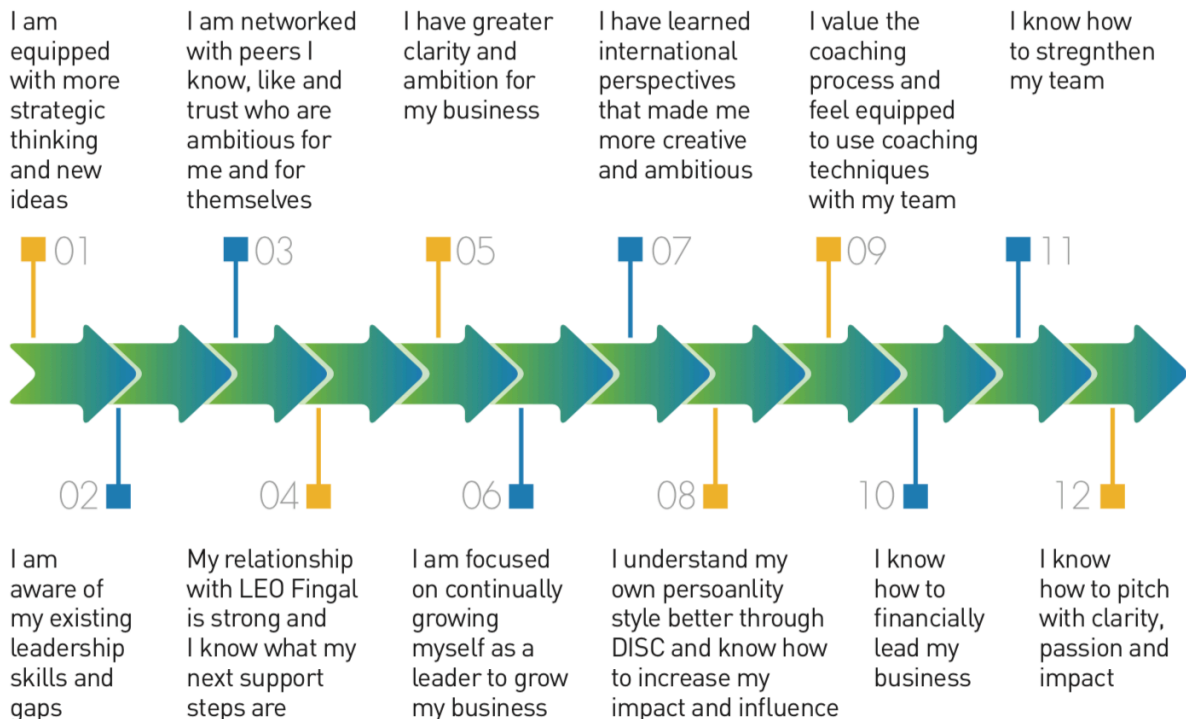 I am
equipped
with more
strategic
thinking
and new
ideas
I am networked
with peers I
know, like and
trust who are
ambitious for
me and for
themselves
I have greater
clarity and
ambition for
my business
I have learned
international
perspectives
that made me
more creative
and ambitious
I value the
coaching
process and
feel equipped
to use coaching
techniques
with my team
I know how
to stregnthen
my team
01
03
05
07
09
11
02
04
06
08
10
12
I am
aware of
my existing
leadership
skills and
gaps
My relationship
with LEO Fingal
is strong and
I know what my
next support
steps are
I am focused
on continually
growing
myself as a
leader to grow
my business
I understand my
own persoanlity
style better through
DISC and know how
to increase my
impact and influence
I know
how to
financially
lead my
business
I know
how to pitch
with clarity,
passion and
impact